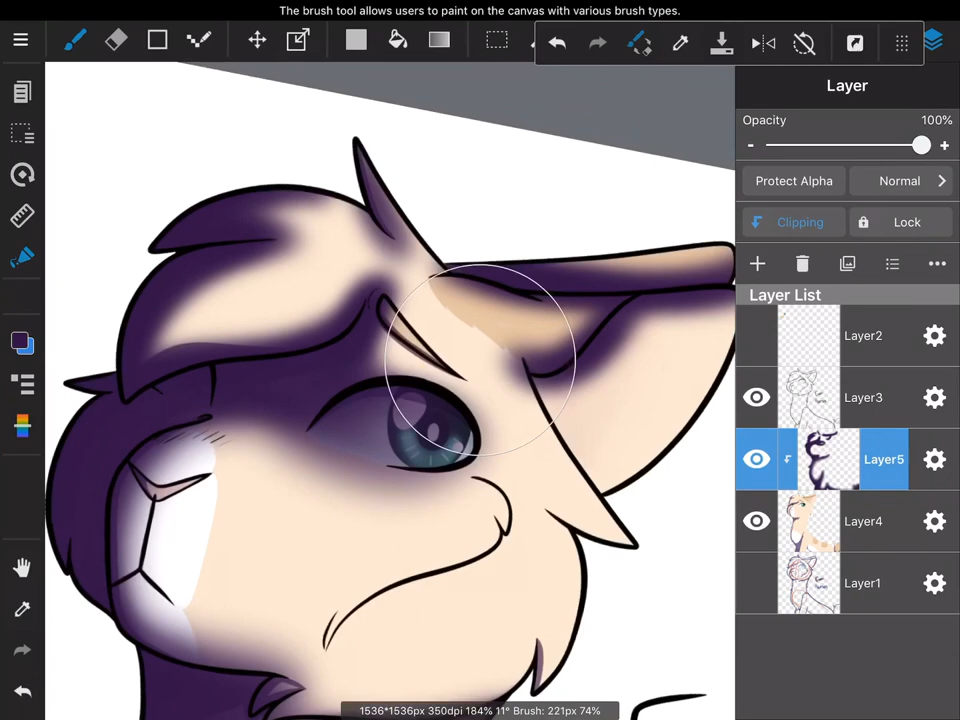 The brush tool allows users to paint on the canvas with various brush types.
Layer
Opacity
100%
-
+
Protect Alpha
Normal
Clipping
Lock
Layer List
Layer2
Layer3
Layer5
Layer4
Layer1
1536*1536px 350dpi 184% 11° Brush: 221px 74%